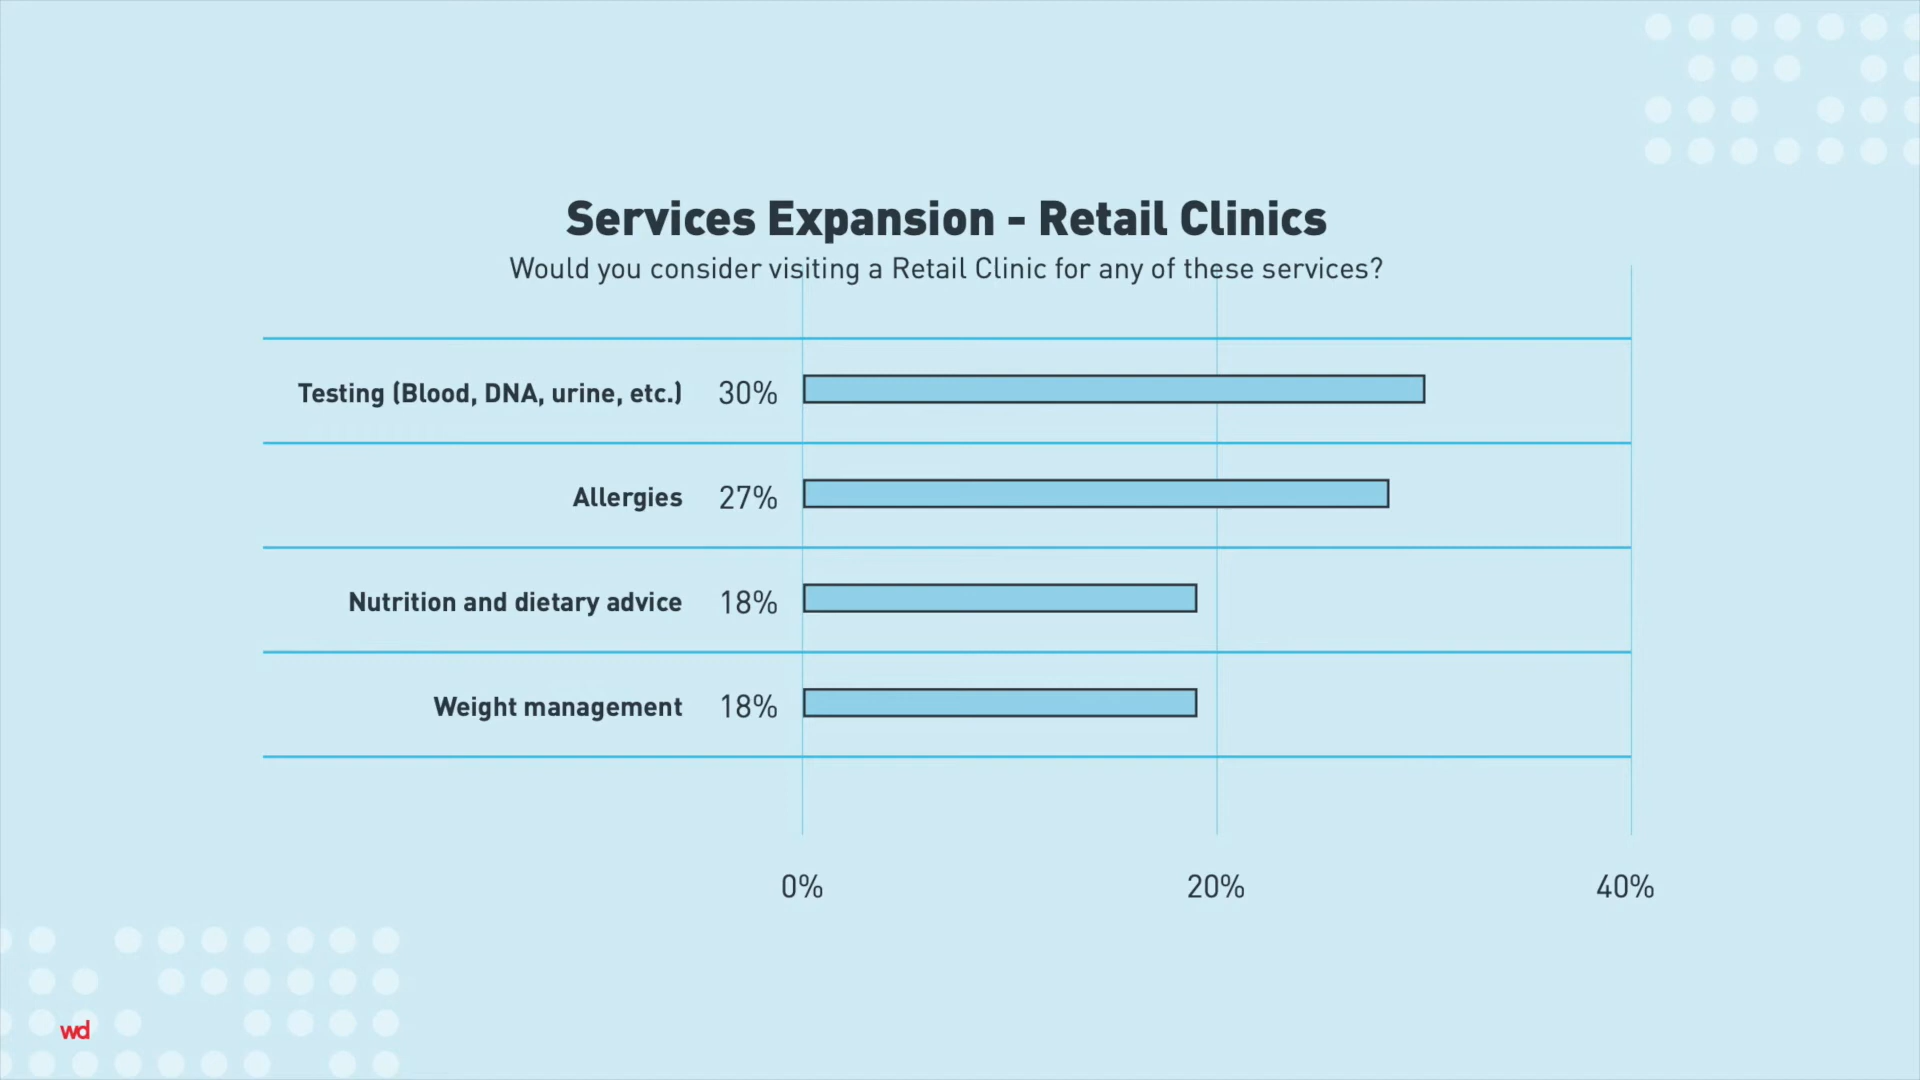 Services Expansion - Retail Clinics
Would you consider visiting a Retail Clinic for any of these services?
Testing (Blood, DNA, urine, etc.) 30%
Allergies 27%
Nutrition and dietary advice 18%
Weight management 18%
0% 20% 40%
wd